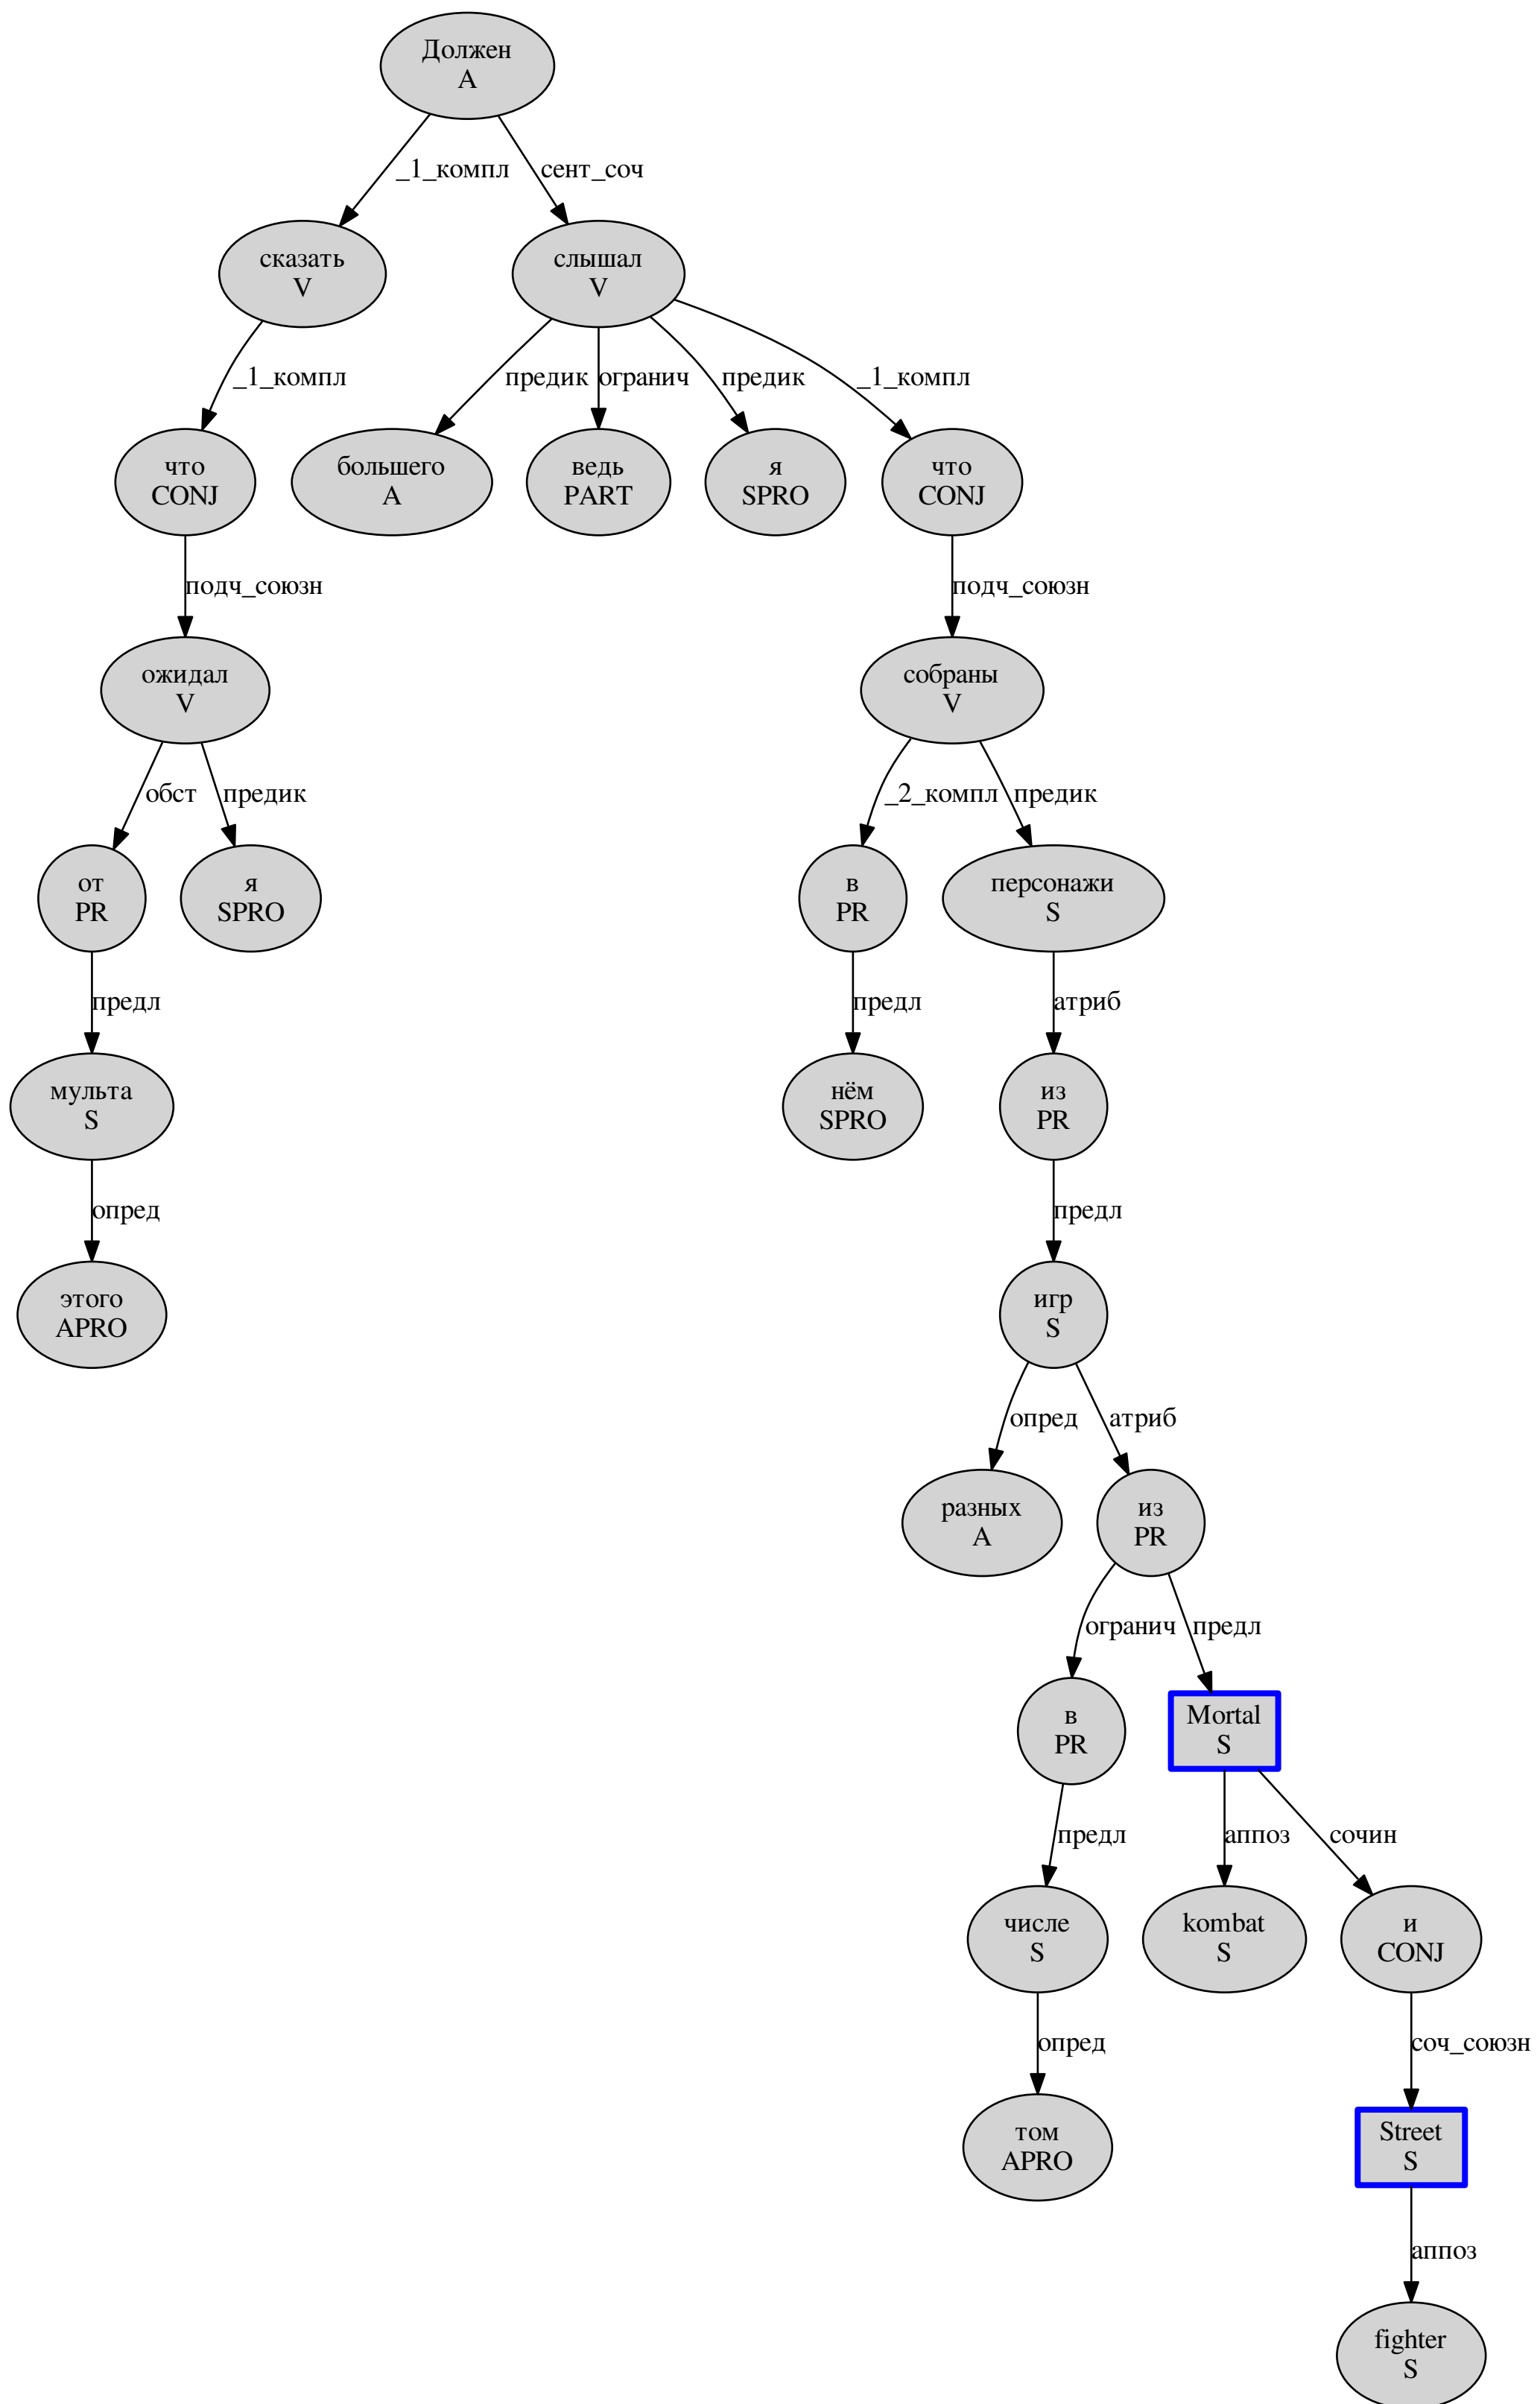 Должен
A
_1_компл
сент_соч
сказать
V
слышал
V
_1_компл
предик
огранич
предик
_1_компл
что
CONJ
большего
A
ведь
PART
я
SPRO
что
CONJ
подч_союзн
подч_союзн
ожидал
V
собраны
V
обст
предик
_2_компл
предик
от
PR
я
SPRO
в
PR
персонажи
S
предл
предл
атриб
мульта
S
нём
SPRO
из
PR
опред
предл
этого
APRO
игр
S
опред
атриб
разных
A
из
PR
огранич
предл
в
PR
Mortal
S
предл
аппоз
сочин
числе
S
kombat
S
и
CONJ
опред
соч_союзн
том
APRO
Street
S
аппоз
fighter
S